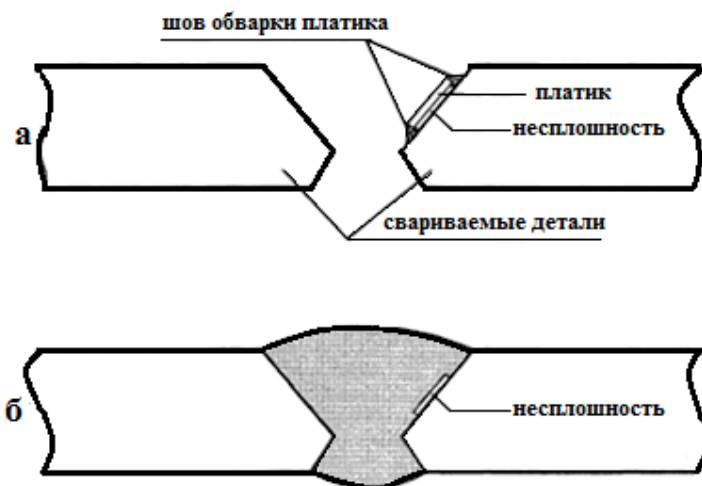 шов обварки платика
платик
несплошность
а
свариваемые детали
б
несплошность